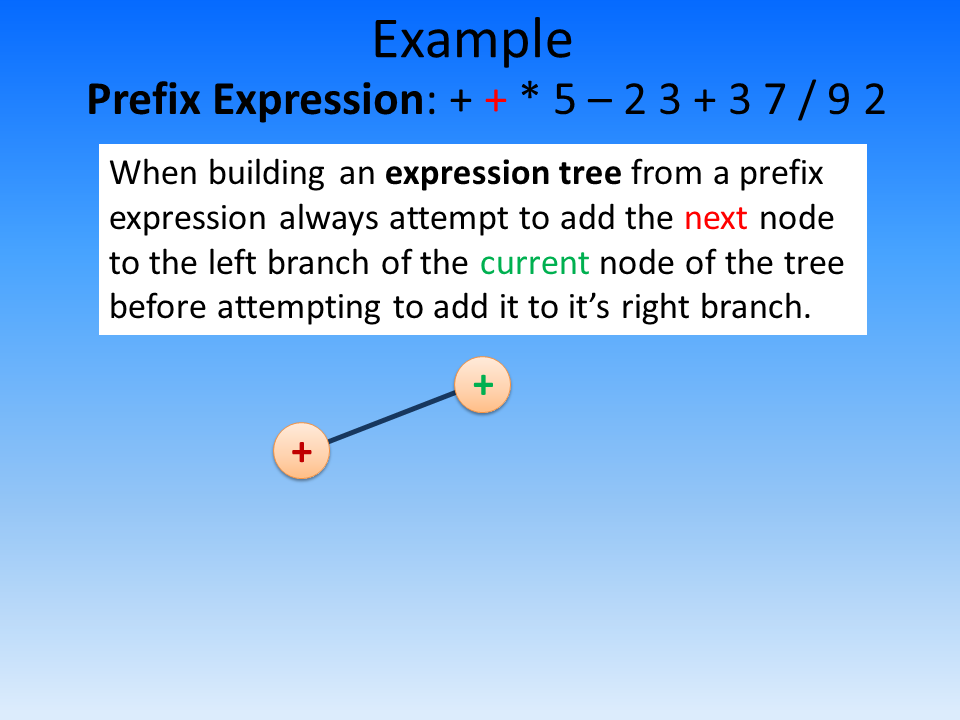 Example
Prefix Expression: + + * 5 – 2 3 + 3 7 / 9 2
When building an expression tree from a prefix
expression always attempt to add the next node
to the left branch of the current node of the tree
before attempting to add it to it’s right branch.
+
+